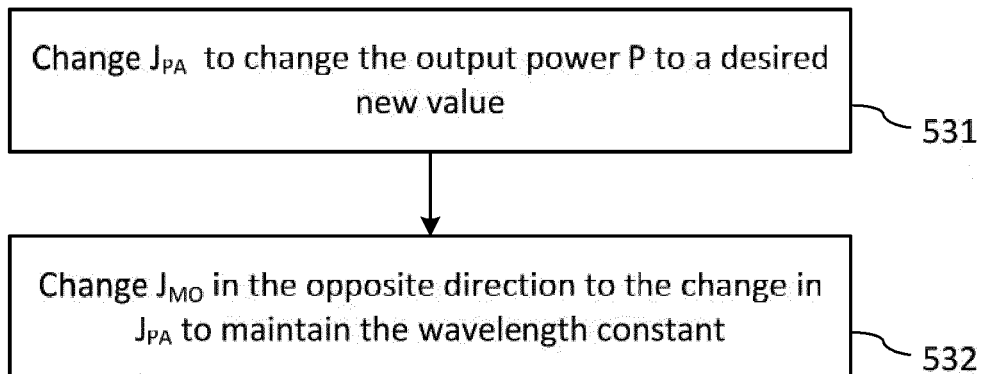 Change J_PA to change the output power P to a desired
new value
531
Change J_MO in the opposite direction to the change in
J_PA to maintain the wavelength constant
532